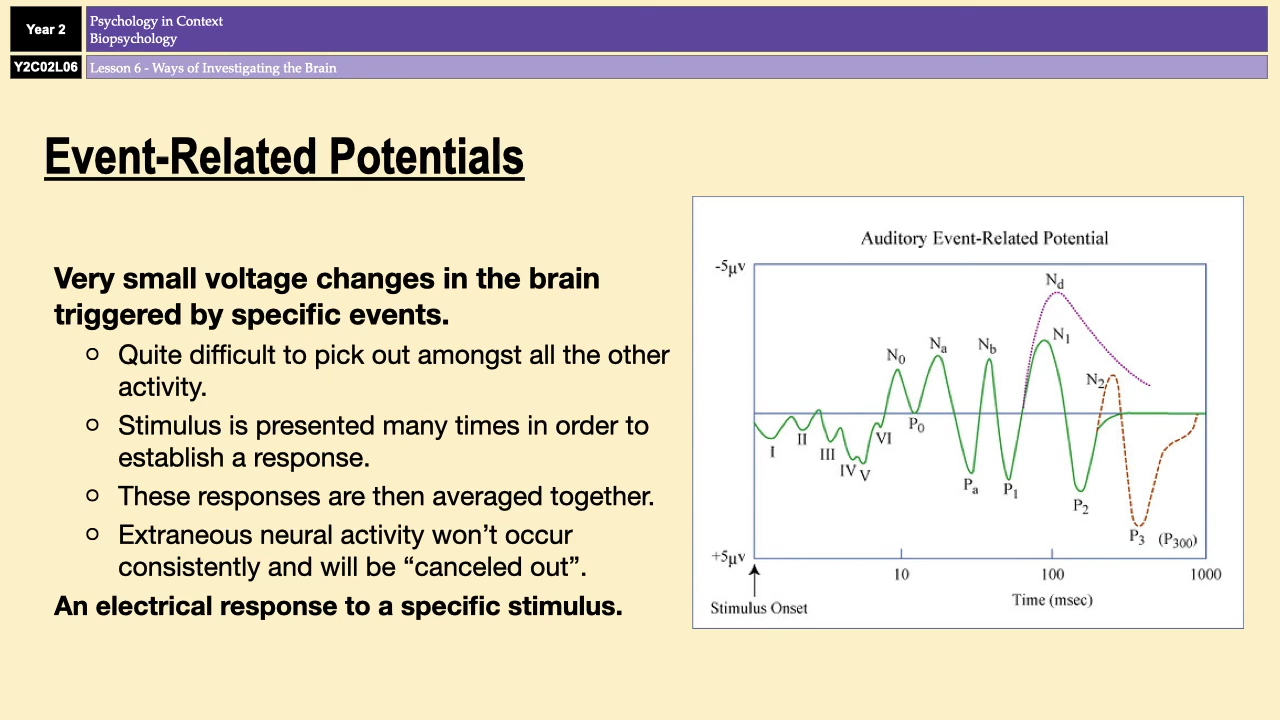 Year 2
Psychology in Context
Biopsychology
Y2C02L06
Lesson 6 - Ways of Investigating the Brain
Event-Related Potentials
Very small voltage changes in the brain
triggered by specific events.
Quite difficult to pick out amongst all the other
activity.
Stimulus is presented many times in order to
establish a response.
These responses are then averaged together.
Extraneous neural activity won’t occur
consistently and will be “canceled out”.
An electrical response to a specific stimulus.
Auditory Event-Related Potential
-5μv
Nd
N1
N0
Na
Nb
N2
I
II
III
IV
V
VI
P0
Pa
P1
P2
P3 (P300)
+5μv
10
100
1000
Stimulus Onset
Time (msec)